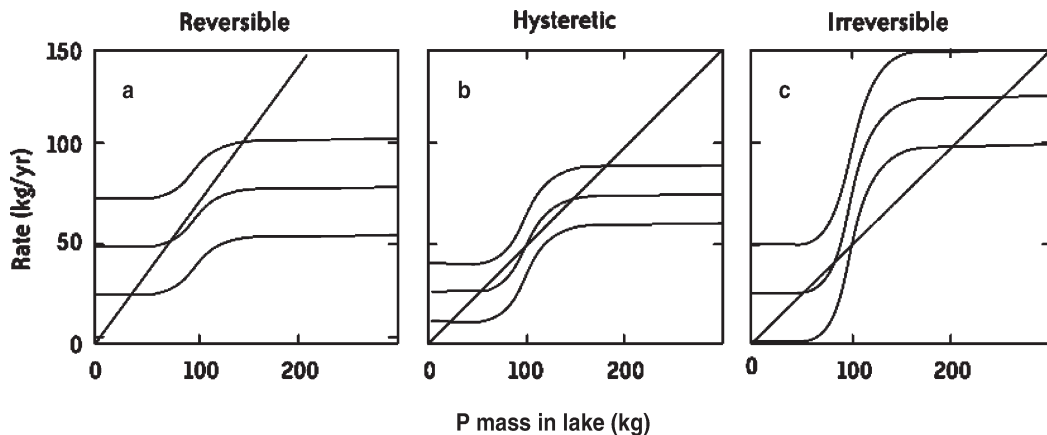 Reversible Hysteretic Irreversible
150
a b c
100
50
0
Rate (kg/yr)
0 100 200 0 100 200 0 100 200
P mass in lake (kg)